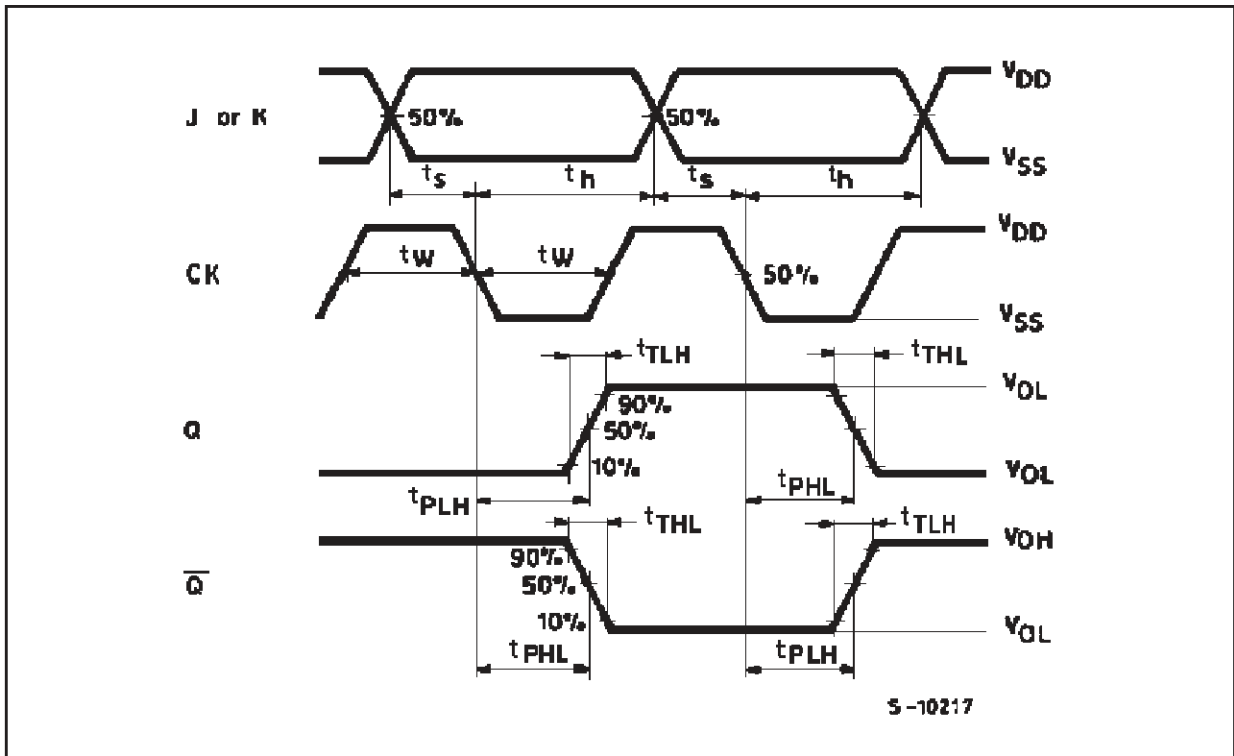 VDD
J or K
50%
50%
VSS
ts
th
ts
th
VDD
CK
tW
tW
50%
VSS
tTLH
tTHL
VOL
90%
Q
50%
10%
VOL
tPLH
tPHL
tTHL
tTLH
VOH
90%
Q
50%
10%
VOL
tPHL
tPLH
S-10217